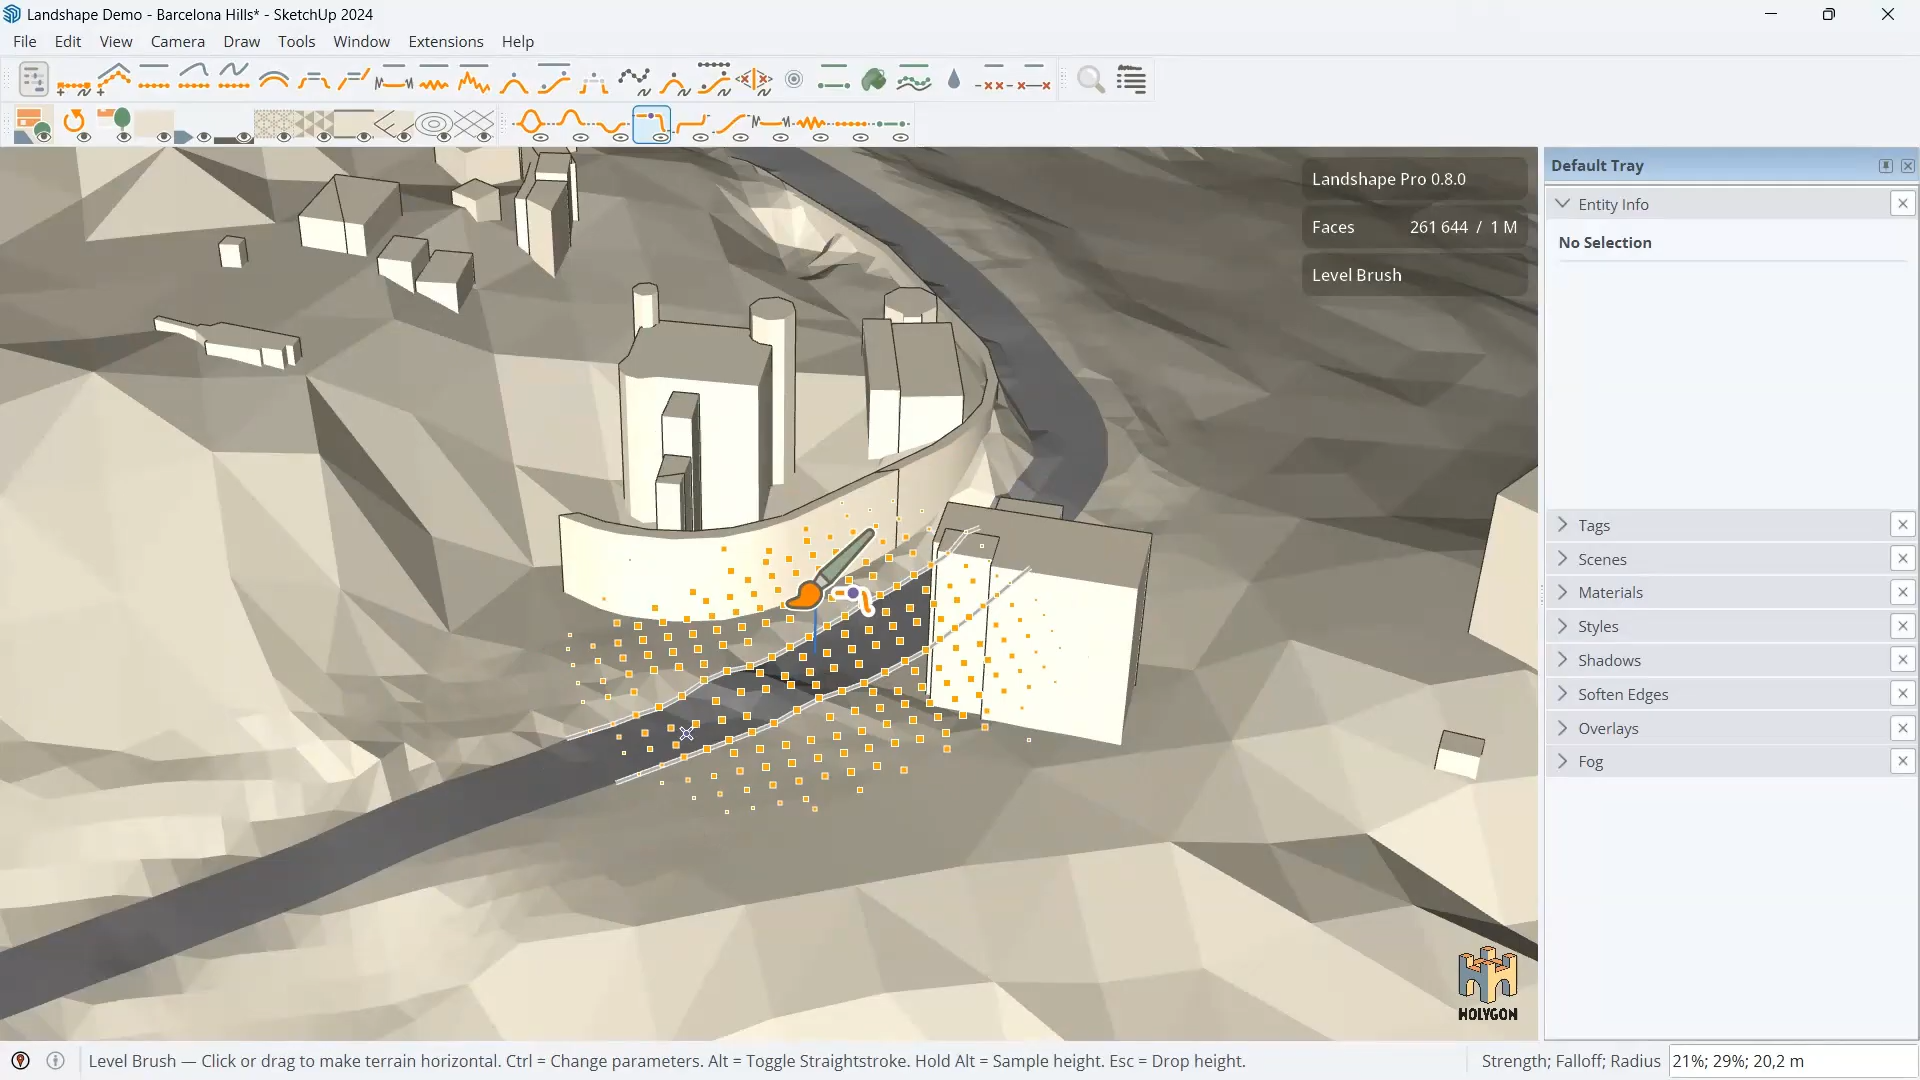 Landshape Demo - Barcelona Hills* - SketchUp 2024
File Edit View Camera Draw Tools Window Extensions Help
Landshape Pro 0.8.0
Faces 261 644 / 1 M
Level Brush
Default Tray
Entity Info
No Selection
Tags
Scenes
Materials
Styles
Shadows
Soften Edges
Overlays
Fog
HOLYGON
Level Brush — Click or drag to make terrain horizontal. Ctrl = Change parameters. Alt = Toggle Straightstroke. Hold Alt = Sample height. Esc = Drop height.
Strength; Falloff; Radius 21%; 29%; 20,2 m